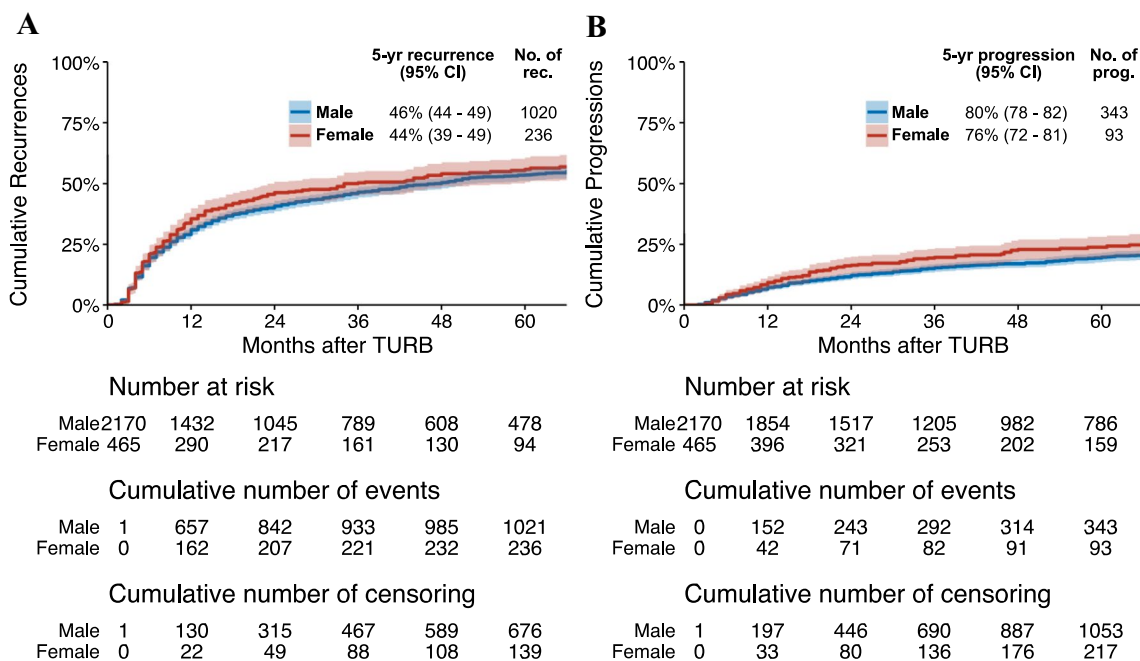 A
5-yr recurrence No. of
(95% CI) rec.
Male 46% (44 - 49) 1020
Female 44% (39 - 49) 236
100%
75%
50%
25%
0%
Cumulative Recurrences
0 12 24 36 48 60
Months after TURB
Number at risk
Male 2170 1432 1045 789 608 478
Female 465 290 217 161 130 94
Cumulative number of events
Male 1 657 842 933 985 1021
Female 0 162 207 221 232 236
Cumulative number of censoring
Male 1 130 315 467 589 676
Female 0 22 49 88 108 139
B
5-yr progression No. of
(95% CI) prog.
Male 80% (78 - 82) 343
Female 76% (72 - 81) 93
100%
75%
50%
25%
0%
Cumulative Progressions
0 12 24 36 48 60
Months after TURB
Number at risk
Male 2170 1854 1517 1205 982 786
Female 465 396 321 253 202 159
Cumulative number of events
Male 0 152 243 292 314 343
Female 0 42 71 82 91 93
Cumulative number of censoring
Male 1 197 446 690 887 1053
Female 0 33 80 136 176 217